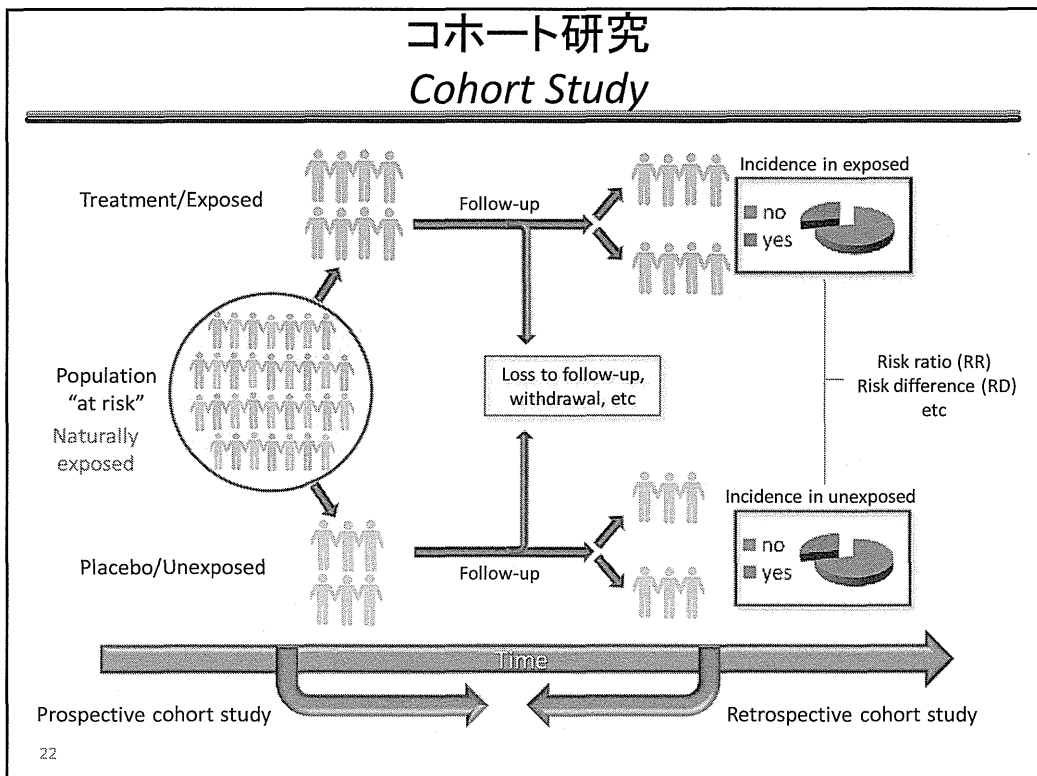 コホート研究
Cohort Study
Treatment/Exposed
Follow-up
Incidence in exposed
no
yes
Population
"at risk"
Naturally
exposed
Loss to follow-up,
withdrawal, etc
Risk ratio (RR)
Risk difference (RD)
etc
Placebo/Unexposed
Follow-up
Incidence in unexposed
no
yes
Time
Prospective cohort study
Retrospective cohort study
22